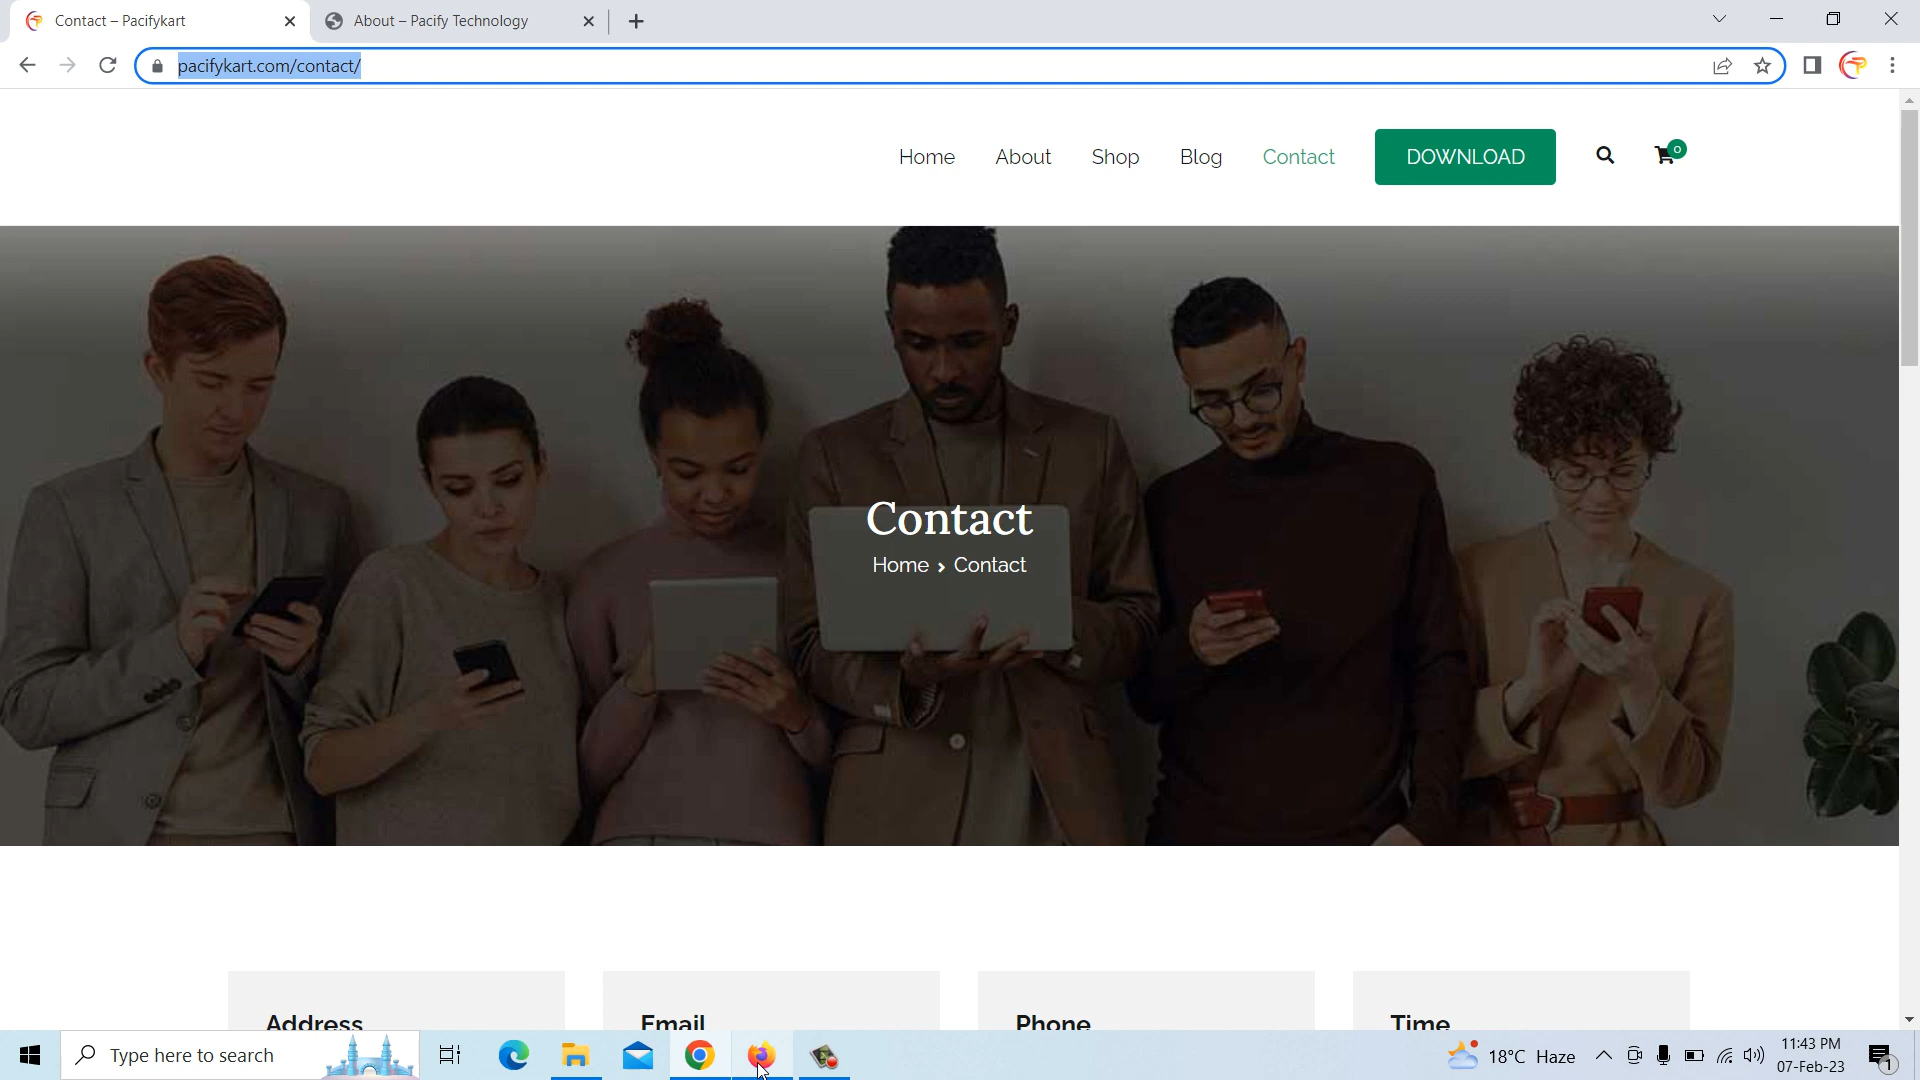 Contact – Pacifykart
About – Pacify Technology
pacifykart.com/contact/
Home
About
Shop
Blog
Contact
DOWNLOAD
0
Contact
Home › Contact
Address
Email
Phone
Time
Type here to search
18°C Haze
11:43 PM
07-Feb-23
1